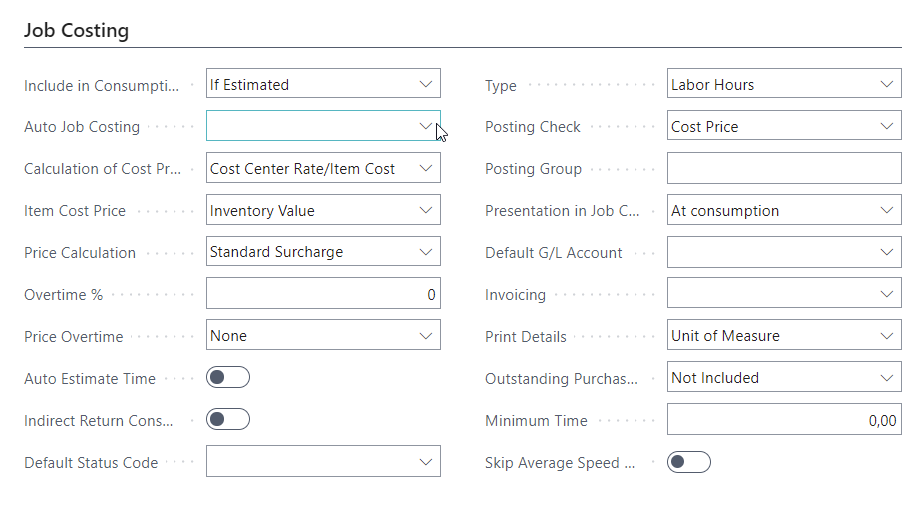 Job Costing
Include in Consumpti... If Estimated
Auto Job Costing
Calculation of Cost Pr... Cost Center Rate/Item Cost
Item Cost Price Inventory Value
Price Calculation Standard Surcharge
Overtime % 0
Price Overtime None
Auto Estimate Time
Indirect Return Cons...
Default Status Code
Type Labor Hours
Posting Check Cost Price
Posting Group
Presentation in Job C... At consumption
Default G/L Account
Invoicing
Print Details Unit of Measure
Outstanding Purchas... Not Included
Minimum Time 0,00
Skip Average Speed ...